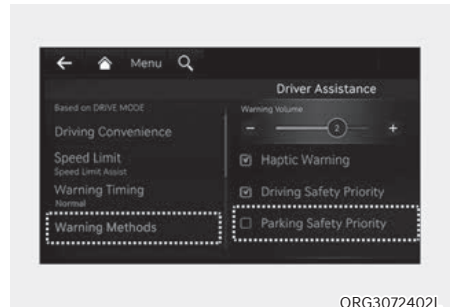 Menu
Driver Assistance
Based on DRIVE MODE
Driving Convenience
Speed Limit
Speed Limit Assist
Warning Timing
Normal
Warning Methods
Warning Volume
- 2 +
Haptic Warning
Driving Safety Priority
Parking Safety Priority
ORG3072402L